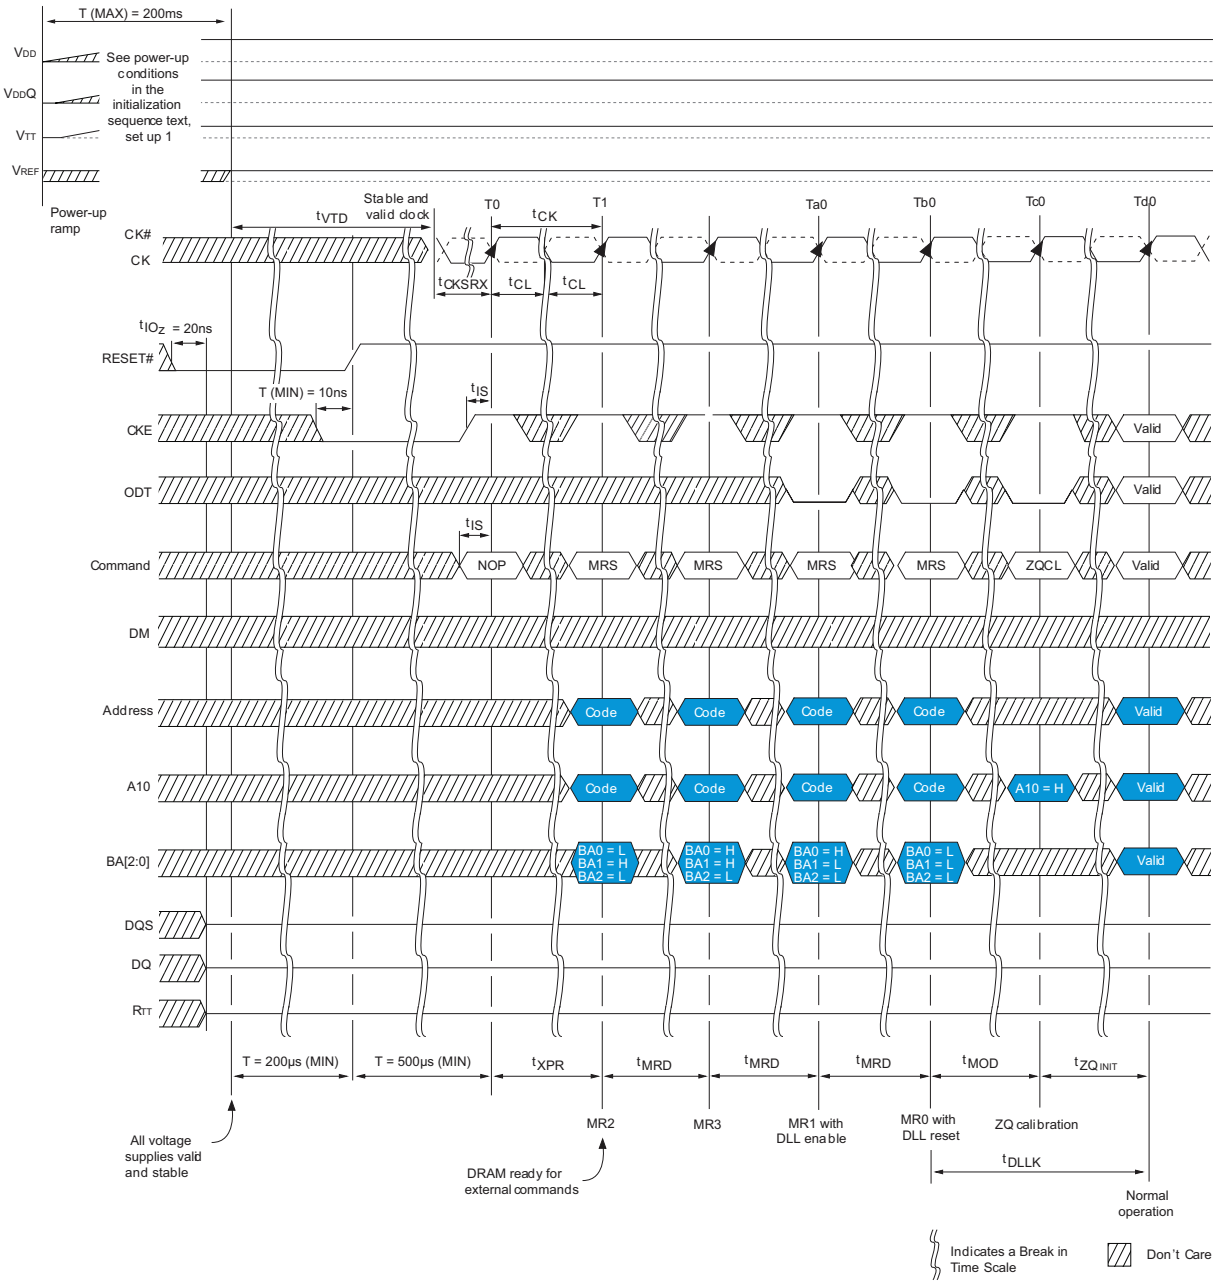 T (MAX) = 200ms
VDD
See power-up
conditions
in the
initialization
sequence text,
set up 1
VDDQ
VTT
VREF
Power-up
ramp
tVTD
Stable and
valid clock
T0
tCK
T1
Ta0
Tb0
Tc0
Td0
CK#
CK
tCKSRX
tCL
tCL
tIOz = 20ns
RESET#
T (MIN) = 10ns
tIS
CKE
Valid
ODT
Valid
tIS
Command
NOP
MRS
MRS
MRS
MRS
ZQCL
Valid
DM
Address
Code
Code
Code
Code
Valid
A10
Code
Code
Code
Code
A10 = H
Valid
BA[2:0]
BA0 = L
BA1 = H
BA2 = L
BA0 = H
BA1 = H
BA2 = L
BA0 = H
BA1 = L
BA2 = L
BA0 = L
BA1 = L
BA2 = L
Valid
DQS
DQ
RTT
T = 200µs (MIN)
T = 500µs (MIN)
tXPR
tMRD
tMRD
tMRD
tMOD
tZQINIT
All voltage
supplies valid
and stable
MR2
MR3
MR1 with
DLL enable
MR0 with
DLL reset
ZQ calibration
DRAM ready for
external commands
tDLLK
Normal
operation
Indicates a Break in
Time Scale
Don't Care